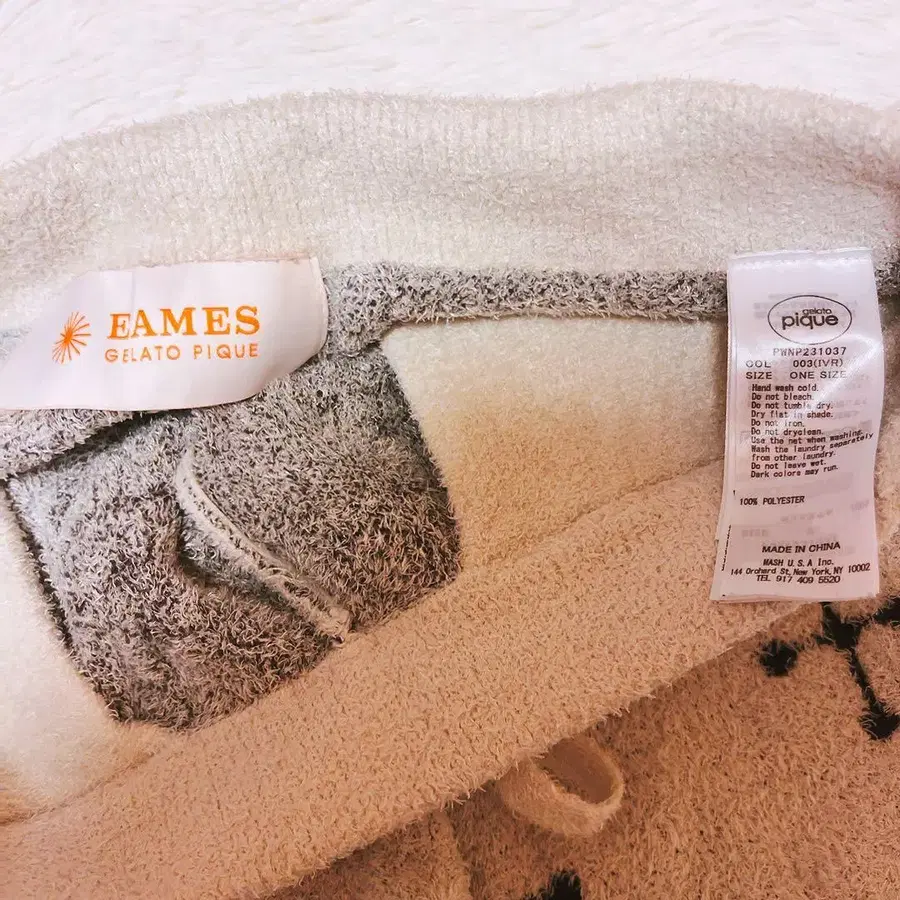 EAMES
GELATO PIQUE
gelato
pique
PWNP231037
COL 003(IVR)
SIZE ONE SIZE
Hand wash cold.
Do not bleach.
Do not tumble dry.
Dry flat in shade.
Do not iron.
Do not dryclean.
Use the net when washing.
Wash the laundry separately
from other laundry.
Do not leave wet.
Dark colors may run.
100% POLYESTER
MADE IN CHINA
MASH U.S.A Inc.
144 Orchard St, New York, NY 10002
TEL 917 409 5520